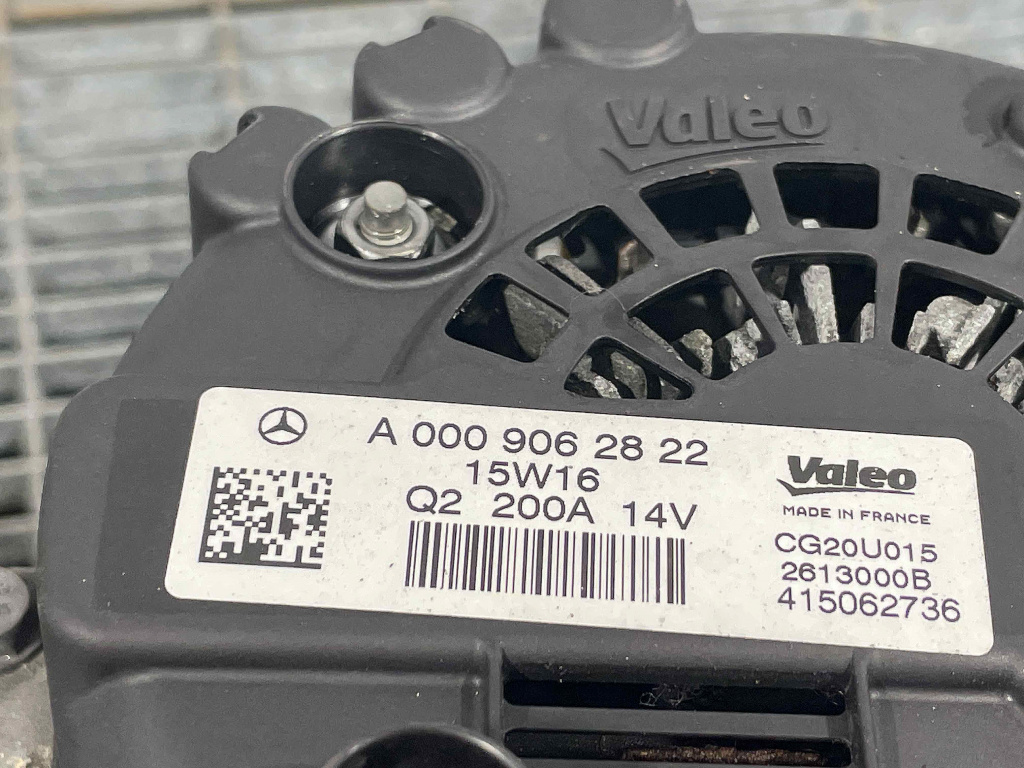 Valeo
A 000 906 28 22
15W16
Q2 200A 14V
Valeo
MADE IN FRANCE
CG20U015
2613000B
415062736